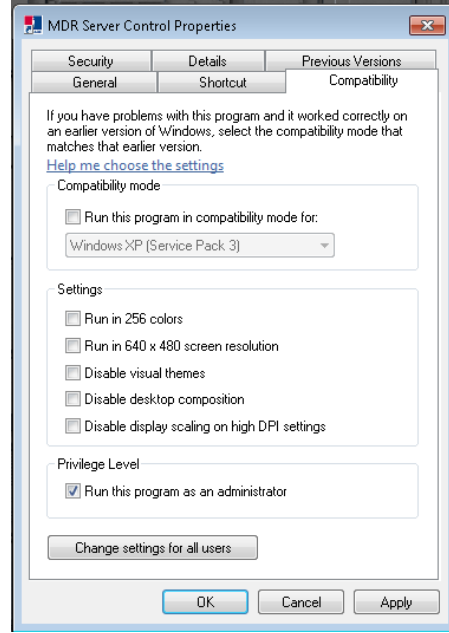 MDR Server Control Properties
Security Details Previous Versions
General Shortcut Compatibility
If you have problems with this program and it worked correctly on
an earlier version of Windows, select the compatibility mode that
matches that earlier version.
Help me choose the settings
Compatibility mode
Run this program in compatibility mode for:
Windows XP (Service Pack 3)
Settings
Run in 256 colors
Run in 640 x 480 screen resolution
Disable visual themes
Disable desktop composition
Disable display scaling on high DPI settings
Privilege Level
Run this program as an administrator
Change settings for all users
OK Cancel Apply